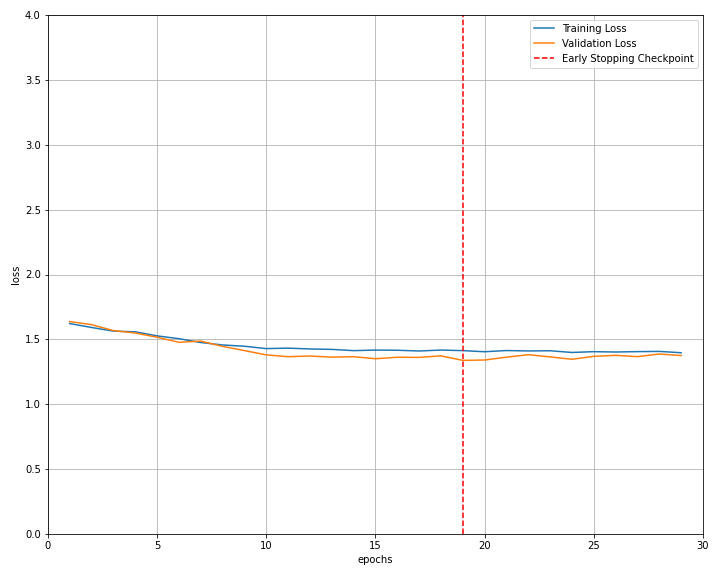 4.0
3.5
3.0
2.5
2.0
1.5
1.0
0.5
0.0
loss
Training Loss
Validation Loss
Early Stopping Checkpoint
0 5 10 15 20 25 30
epochs